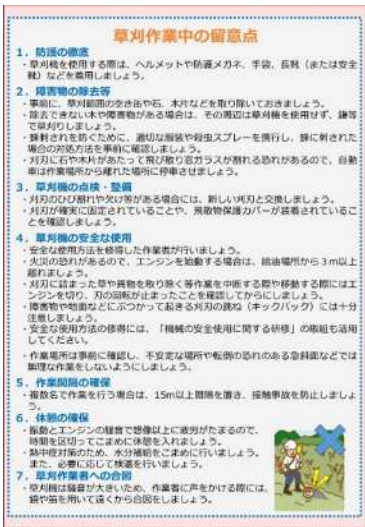 草刈作業中の留意点
1．防護の徹底
・草刈機を使用する際は、ヘルメットや防護メガネ、手袋、長靴（または安全
靴）などを着用しましょう。
2．障害物の除去等
・事前に、草刈範囲の空き缶や石、木片などを取り除いておきましょう。
・除去できない木や障害物がある場合は、その周辺は草刈機を使用せず、鎌等
で草刈りしましょう。
・蜂刺されを防ぐために、適切な服装や殺虫スプレーを携行し、蜂に刺された
場合の対処方法を事前に確認しましょう。
・刈刃に石や木片があたって飛び散り窓ガラスが割れる恐れがあるので、自動
車は作業場所から離れた場所に停車させましょう。
3．草刈機の点検・整備
・刈刃のひび割れや欠け等がある場合には、新しい刈刃と交換しましょう。
・刈刃が確実に固定されていることや、飛散物保護カバーが装着されているこ
とを確認しましょう。
4．草刈機の安全な使用
・安全な使用方法を修得した作業者が行いましょう。
・火災の恐れがあるので、エンジンを始動する場合は、給油場所から3m以上
離れましょう。
・刈刃に詰まった草や異物を取り除く等作業を中断する際や移動する際には
エンジンを切り、刃の回転が止まったことを確認してからにしましょう。
・障害物や地面などにぶつかって起きる刈刃の跳ね（キックバック）には十分
注意しましょう。
・安全な使用方法の修得には、「機械の安全使用に関する研修」の取組も活用
してください。
・作業場所は事前に確認し、不安定な場所や転倒の恐れのある急斜面などでは
無理な作業をしないようにしましょう。
5．作業間隔の確保
・複数名で作業を行う場合は、15m以上間隔を置き、接触事故を防止しましょ
う。
6．休憩の確保
・振動とエンジンの騒音で想像以上に疲労がたまるので、
時間を区切ってこまめに休憩を入れましょう。
・熱中症対策のため、水分補給をこまめに行いましょう。
また、必要に応じて検温を行いましょう。
7．草刈作業者への合図
・草刈機は騒音が大きいため、作業者に声をかける際には、
鏡や笛を用いて遠くから合図をしましょう。